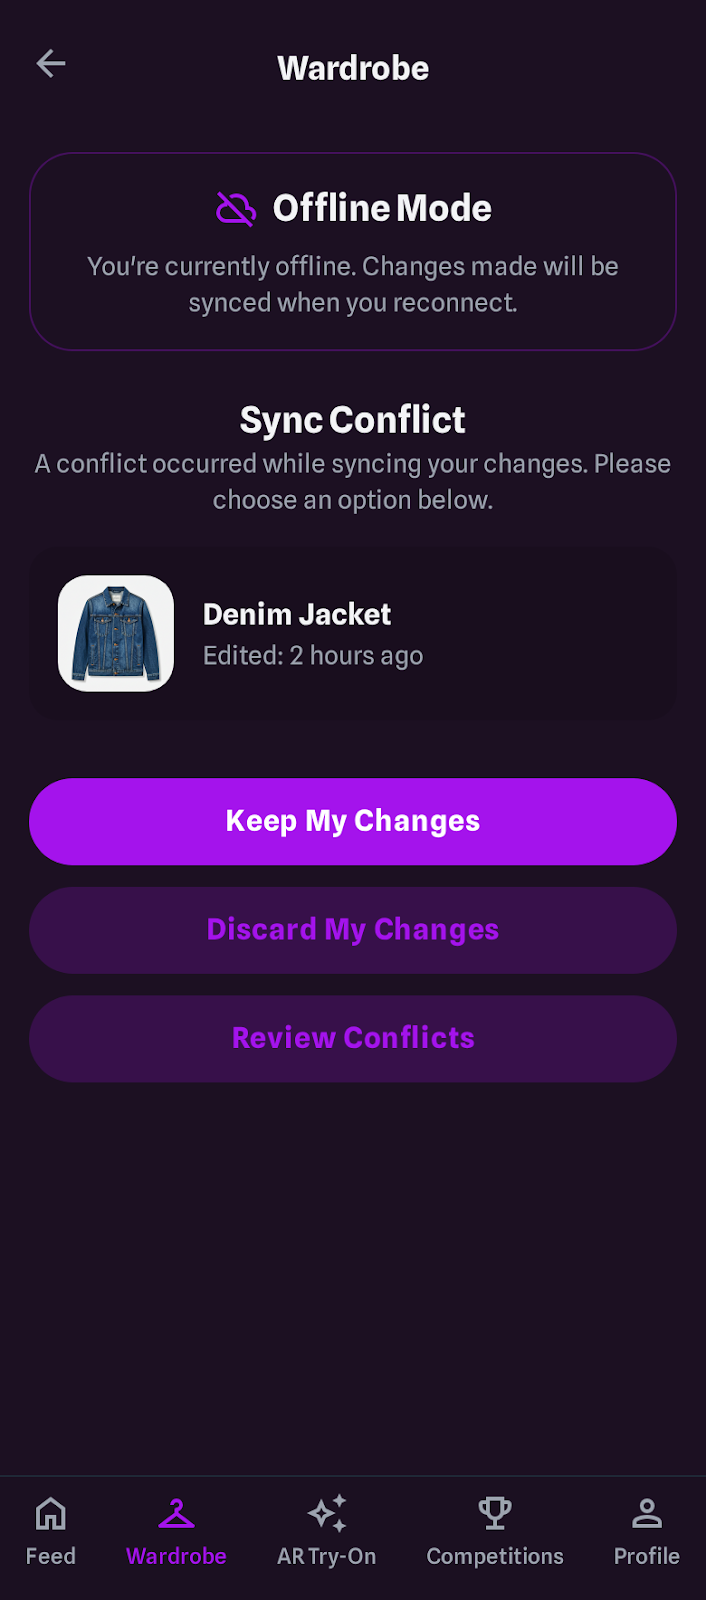 Wardrobe
Offline Mode
You're currently offline. Changes made will be
synced when you reconnect.
Sync Conflict
A conflict occurred while syncing your changes. Please
choose an option below.
Denim Jacket
Edited: 2 hours ago
Keep My Changes
Discard My Changes
Review Conflicts
Feed
Wardrobe
AR Try-On
Competitions
Profile